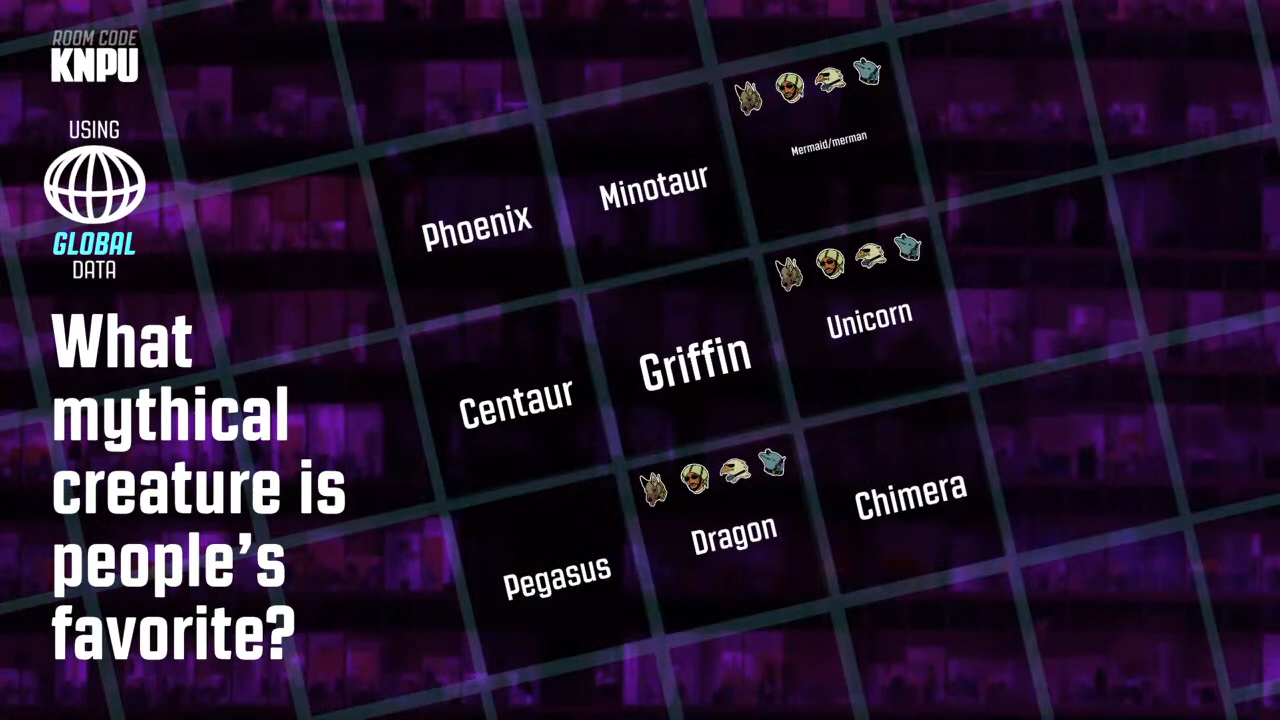 ROOM CODE
KNPU
USING
GLOBAL
DATA
What
mythical
creature is
people's
favorite?
Phoenix
Minotaur
Mermaid/merman
Centaur
Griffin
Unicorn
Pegasus
Dragon
Chimera